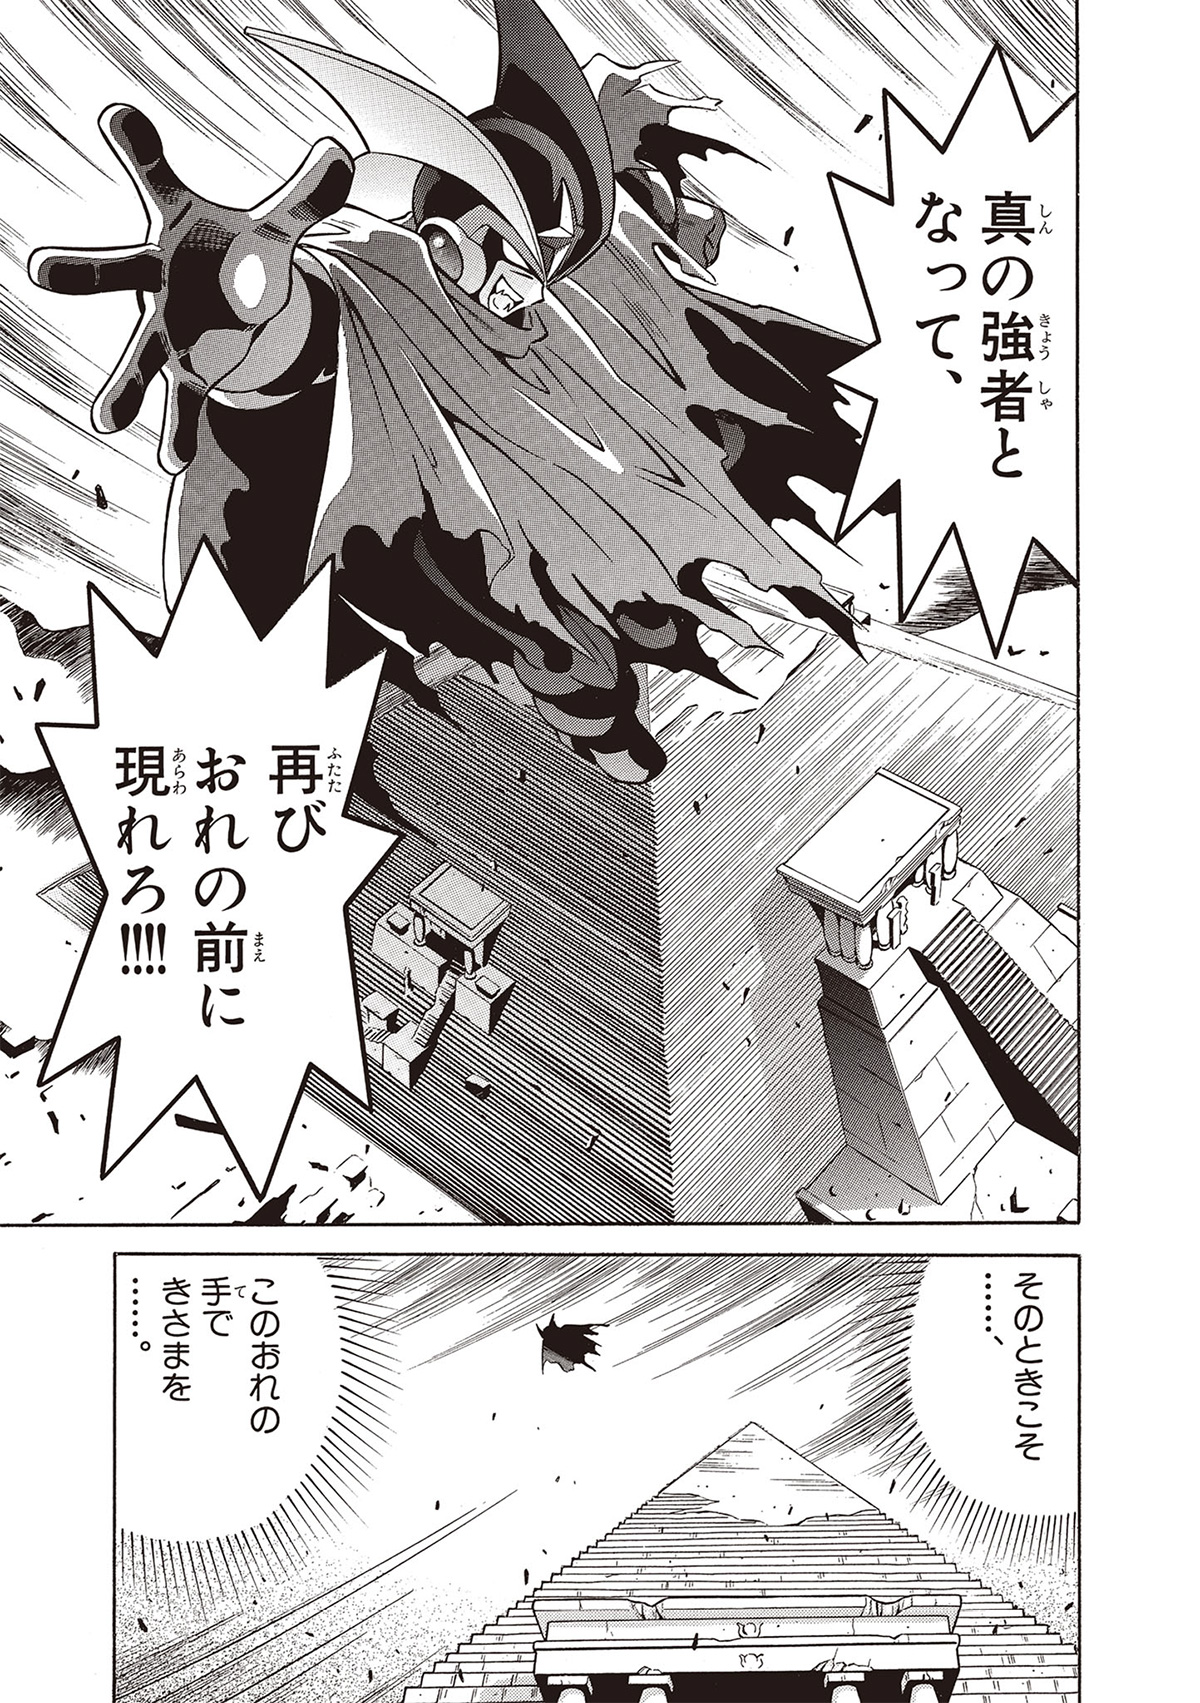 真の強者と
なって、
再び
おれの前に
現れろ!!!!!
そのときこそ
……、
このおれの
手で
きさまを
……。